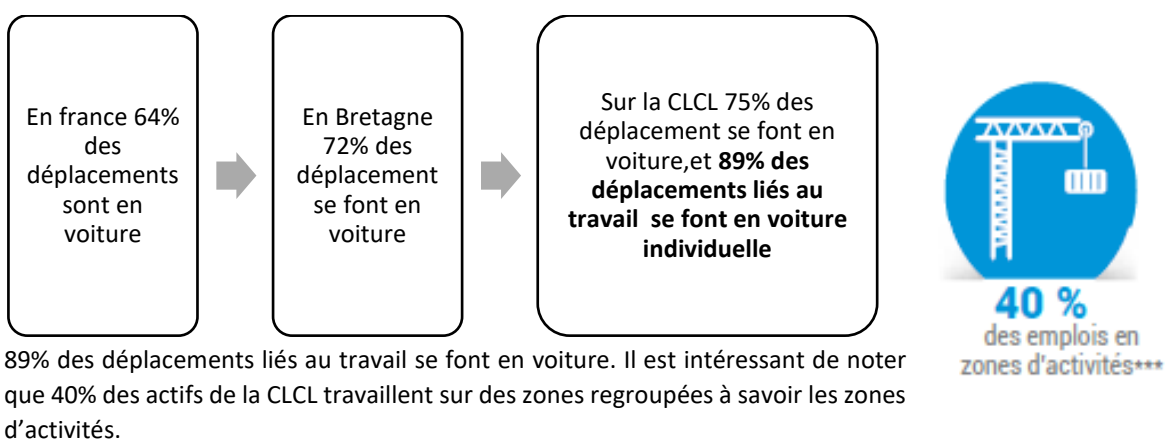 En france 64%
des
déplacements
sont en
voiture
En Bretagne
72% des
déplacement
se font en
voiture
Sur la CLCL 75% des
déplacement se font en
voiture,et 89% des
déplacements liés au
travail se font en voiture
individuelle
40 %
des emplois en
zones d'activités***
89% des déplacements liés au travail se font en voiture. Il est intéressant de noter
que 40% des actifs de la CLCL travaillent sur des zones regroupées à savoir les zones
d’activités.